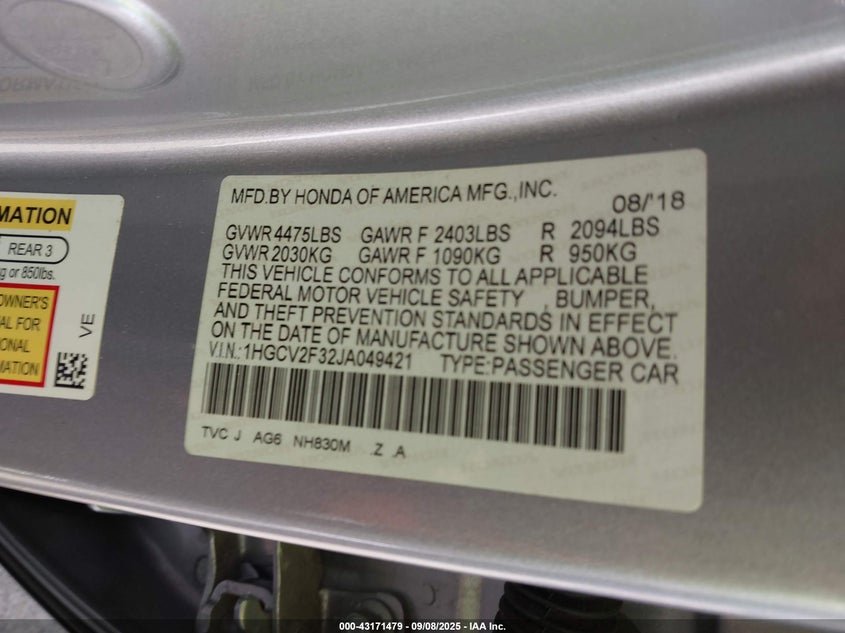 MFD.BY HONDA OF AMERICA MFG.,INC. 08/'18
GVWR 4475LBS GAWR F 2403LBS R 2094LBS
GVWR 2030KG GAWR F 1090KG R 950KG
THIS VEHICLE CONFORMS TO ALL APPLICABLE
FEDERAL MOTOR VEHICLE SAFETY , BUMPER,
AND THEFT PREVENTION STANDARDS IN EFFECT
ON THE DATE OF MANUFACTURE SHOWN ABOVE.
V.I.N.:1HGCV2F32JA049421 TYPE:PASSENGER CAR
TVC J AG6 NH830M .Z .A
MATION
REAR 3
g or 850lbs.
OWNER'S
AL FOR
ONAL
MATION
VE
000-43171479 - 09/08/2025 - IAA Inc.